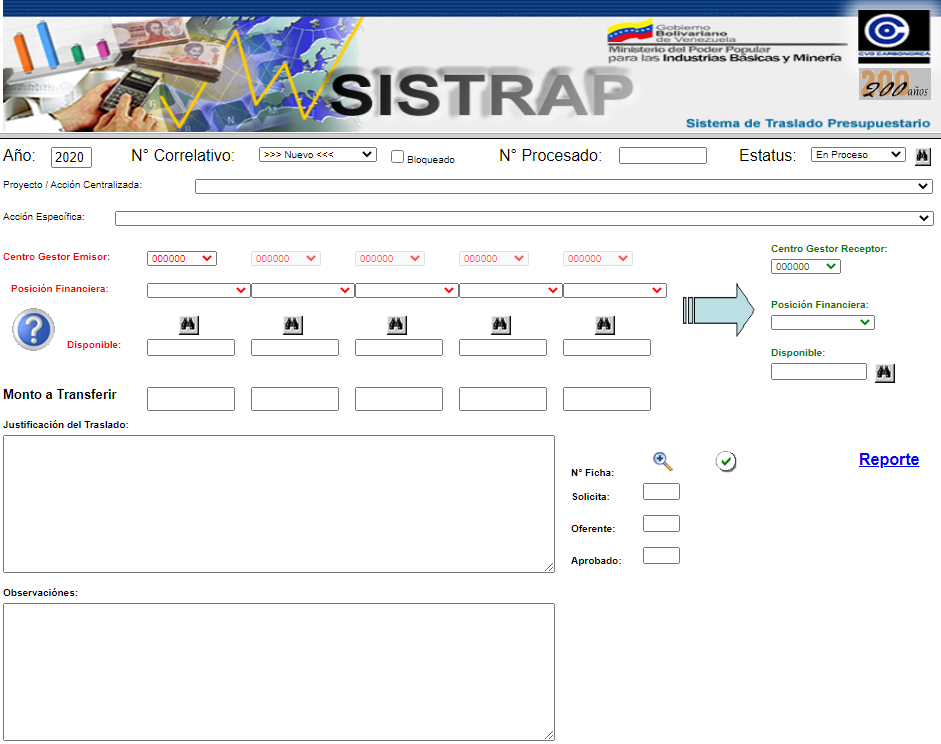 Gobierno
Bolivariano
de Venezuela
Ministerio del Poder Popular
para las Industrias Básicas y Minería
CVG CARBONORCA
200 años
SISTRAP
Sistema de Traslado Presupuestario
Año: 2020 N° Correlativo: >>> Nuevo <<< Bloqueado N° Procesado: Estatus: En Proceso
Proyecto / Acción Centralizada:
Acción Específica:
Centro Gestor Emisor: 000000 000000 000000 000000 000000
Centro Gestor Receptor:
000000
Posición Financiera:
Posición Financiera:
Disponible:
Disponible:
Monto a Transferir
Justificación del Traslado:
N° Ficha:
Reporte
Solicita:
Oferente:
Aprobado:
Observaciónes: